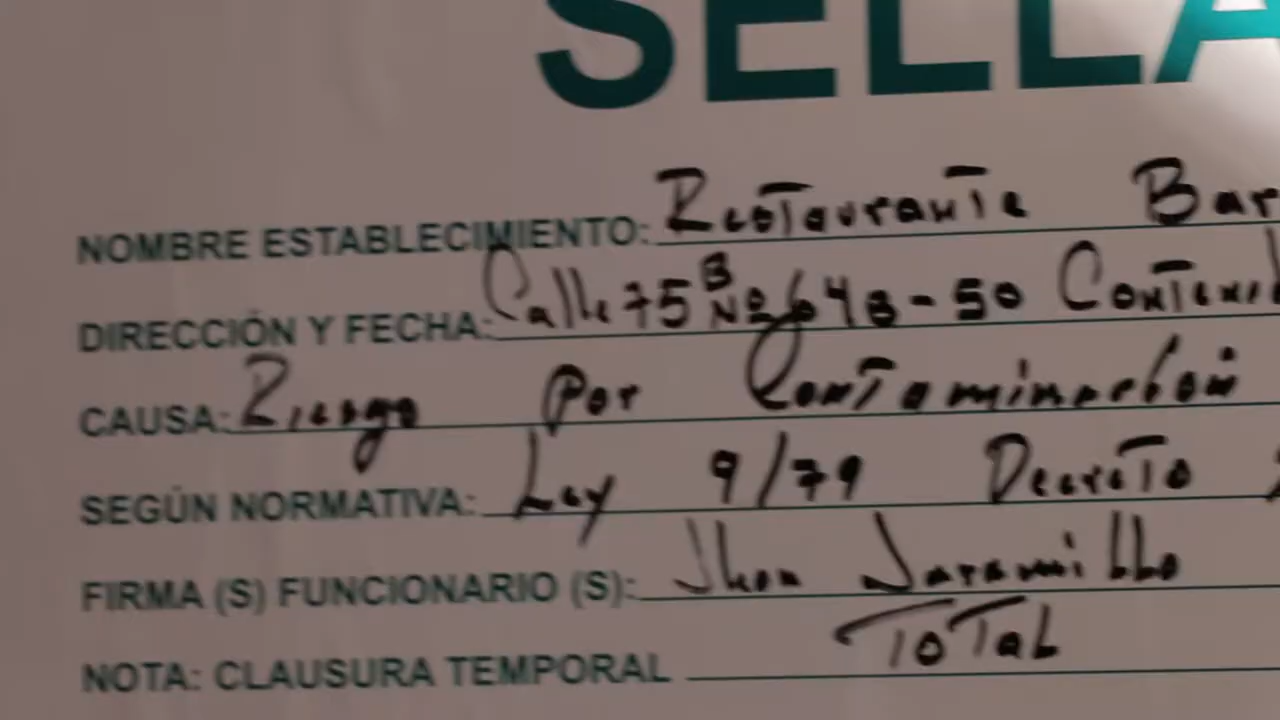 SELLA
NOMBRE ESTABLECIMIENTO: Restaurante Bar
DIRECCIÓN Y FECHA: Calle 75B Nº 64B-50
CAUSA: Riesgo por Contaminación
SEGÚN NORMATIVA: Ley 9/79 Decreto
FIRMA (S) FUNCIONARIO (S): Jhon Jaramillo
NOTA: CLAUSURA TEMPORAL Total